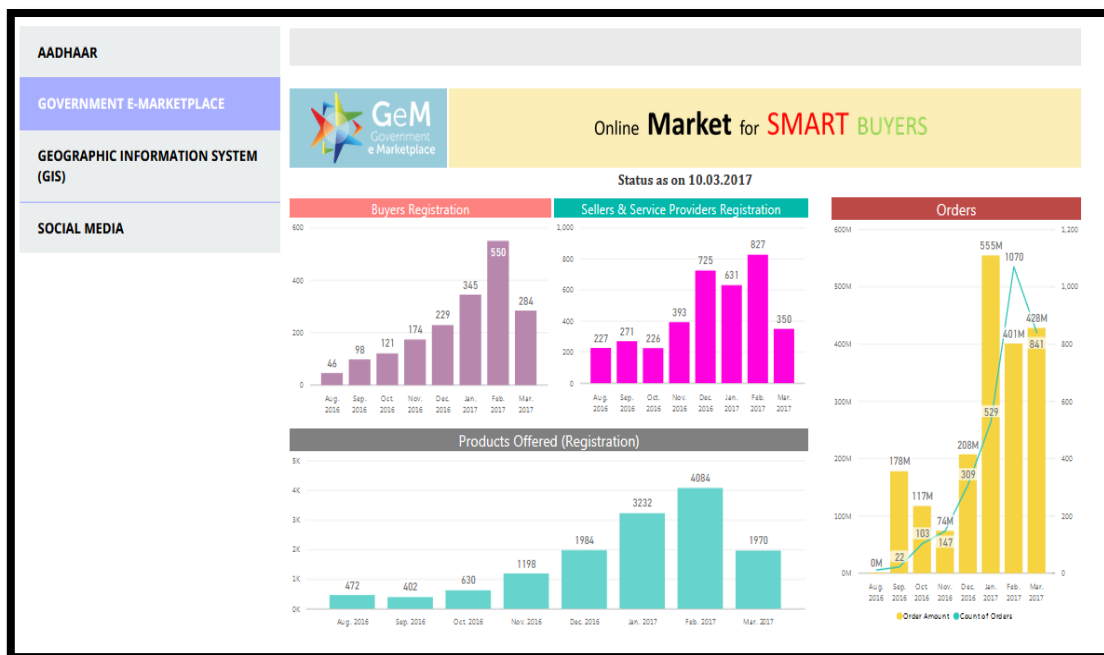 AADHAAR
GOVERNMENT E-MARKETPLACE
GEOGRAPHIC INFORMATION SYSTEM
(GIS)
SOCIAL MEDIA
GeM
Government
e Marketplace
Online Market for SMART BUYERS
Status as on 10.03.2017
Buyers Registration
600
400
200
0
46
98
121
174
229
345
550
284
Aug. 2016
Sep. 2016
Oct. 2016
Nov. 2016
Dec. 2016
Jan. 2017
Feb. 2017
Mar. 2017
Sellers & Service Providers Registration
1,000
800
600
400
200
0
227
271
226
393
725
631
827
350
Aug. 2016
Sep. 2016
Oct. 2016
Nov. 2016
Dec. 2016
Jan. 2017
Feb. 2017
Mar. 2017
Orders
600M
500M
400M
300M
200M
100M
0M
1,200
1,000
800
600
400
200
0
0M
178M
117M
74M
208M
555M
401M
428M
22
103
147
309
529
1070
841
Aug. 2016
Sep. 2016
Oct. 2016
Nov. 2016
Dec. 2016
Jan. 2017
Feb. 2017
Mar. 2017
Order Amount Count of Orders
Products Offered (Registration)
5K
4K
3K
2K
1K
0K
472
402
630
1198
1984
3232
4084
1970
Aug. 2016
Sep. 2016
Oct. 2016
Nov. 2016
Dec. 2016
Jan. 2017
Feb. 2017
Mar. 2017